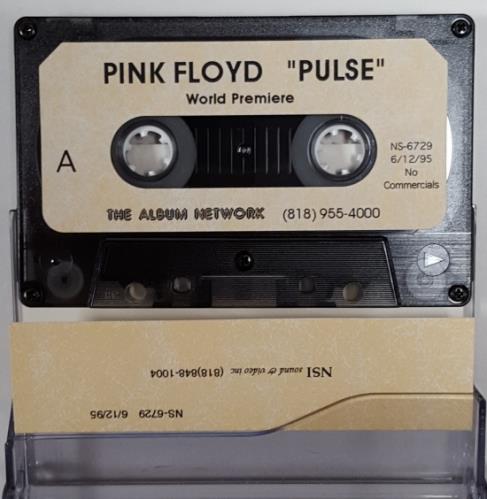 PINK FLOYD "PULSE"
World Premiere
A
NS-6729
6/12/95
No
Commercials
THE ALBUM NETWORK (818) 955-4000
NSI sound & video inc (818)848-1004
NS-6729 6/12/95